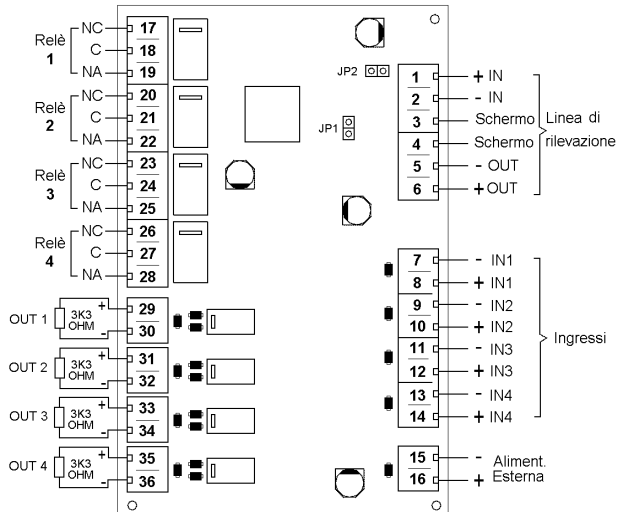 NC 17
Relè 1
C 18
NA 19
NC 20
Relè 2
C 21
NA 22
NC 23
Relè 3
C 24
NA 25
NC 26
Relè 4
C 27
NA 28
OUT 1
3K3 OHM
+ 29
- 30
OUT 2
3K3 OHM
+ 31
- 32
OUT 3
3K3 OHM
+ 33
- 34
OUT 4
3K3 OHM
+ 35
- 36
JP2
JP1
1 + IN
2 - IN
3 Schermo
4 Schermo
5 - OUT
6 + OUT
Linea di
rilevazione
7 - IN1
8 + IN1
9 - IN2
10 + IN2
11 - IN3
12 + IN3
13 - IN4
14 + IN4
Ingressi
15 -
16 +
Aliment.
Esterna